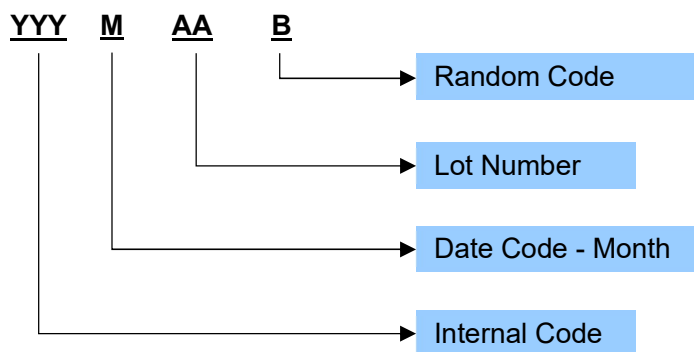 YYY M AA B
Random Code
Lot Number
Date Code - Month
Internal Code